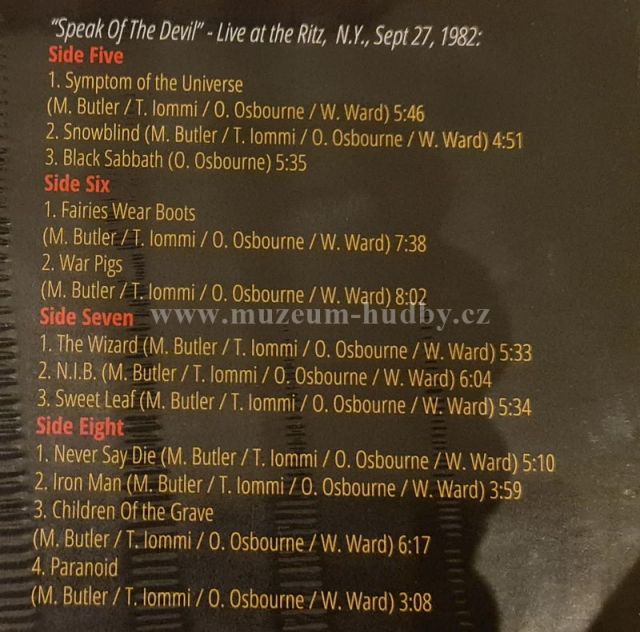 "Speak Of The Devil" - Live at the Ritz, N.Y., Sept 27, 1982:
Side Five
1. Symptom of the Universe
(M. Butler / T. Iommi / O. Osbourne / W. Ward) 5:46
2. Snowblind (M. Butler / T. Iommi / O. Osbourne / W. Ward) 4:51
3. Black Sabbath (O. Osbourne) 5:35
Side Six
1. Fairies Wear Boots
(M. Butler / T. Iommi / O. Osbourne / W. Ward) 7:38
2. War Pigs
(M. Butler / T. Iommi / O. Osbourne / W. Ward) 8:02
www.muzeum-hudby.cz
Side Seven
1. The Wizard (M. Butler / T. Iommi / O. Osbourne / W. Ward) 5:33
2. N.I.B. (M. Butler / T. Iommi / O. Osbourne / W. Ward) 6:04
3. Sweet Leaf (M. Butler / T. Iommi / O. Osbourne / W. Ward) 5:34
Side Eight
1. Never Say Die (M. Butler / T. Iommi / O. Osbourne / W. Ward) 5:10
2. Iron Man (M. Butler / T. Iommi / O. Osbourne / W. Ward) 3:59
3. Children Of the Grave
(M. Butler / T. Iommi / O. Osbourne / W. Ward) 6:17
4. Paranoid
(M. Butler / T. Iommi / O. Osbourne / W. Ward) 3:08